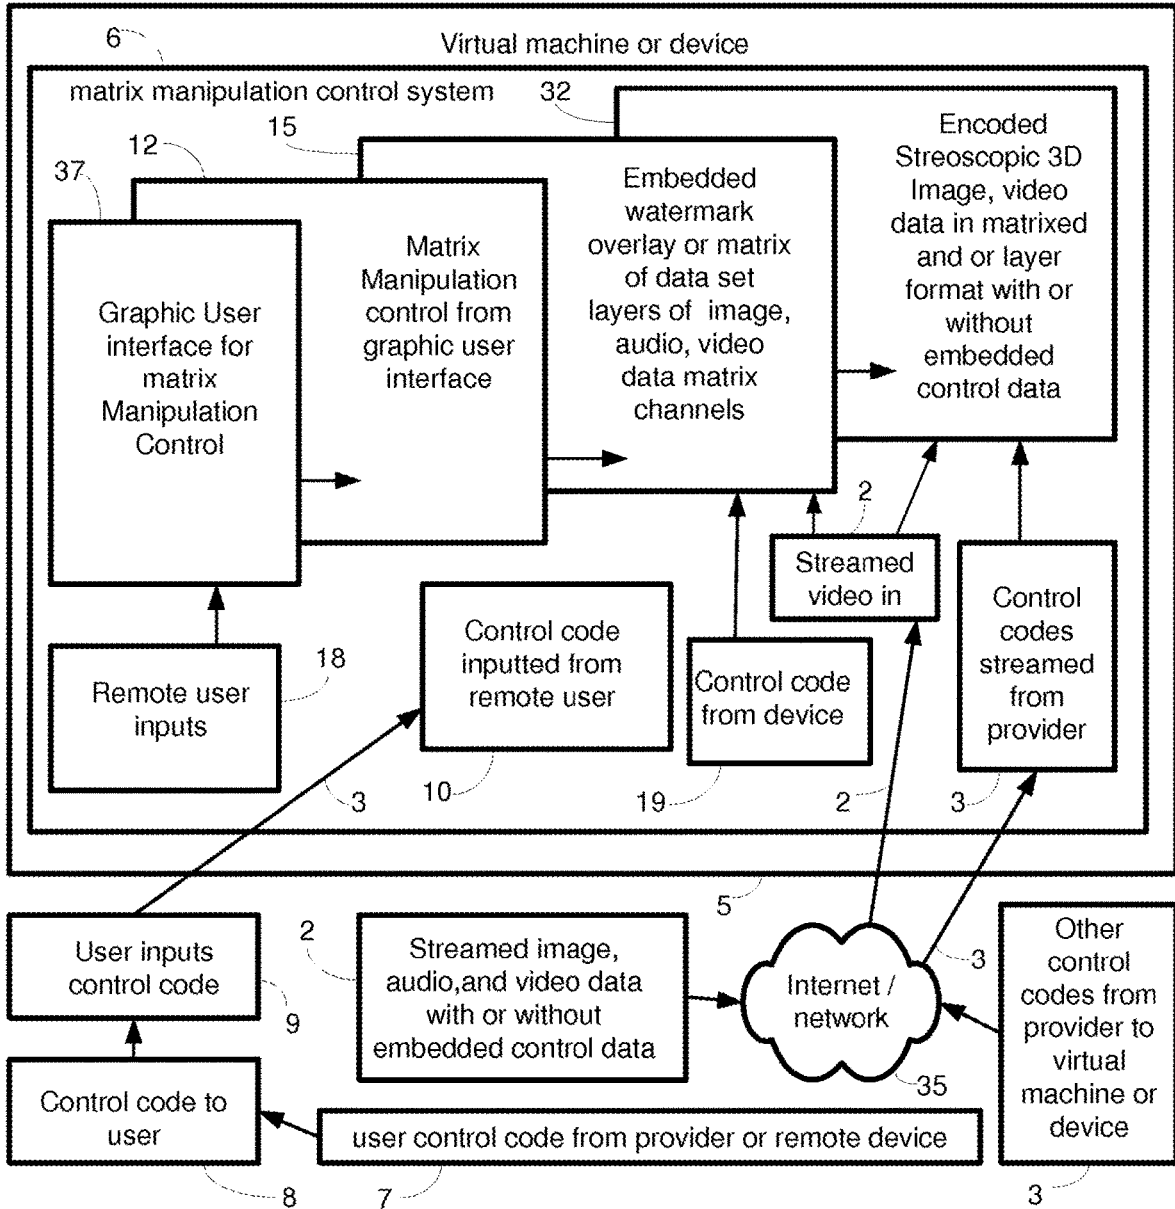 Virtual machine or device
6
matrix manipulation control system
32
15
12
37
Encoded
Streoscopic 3D
Image, video
data in matrixed
and or layer
format with or
without
embedded
control data
Embedded
watermark
overlay or matrix
of data set
layers of image,
audio, video
data matrix
channels
Matrix
Manipulation
control from
graphic user
interface
Graphic User
interface for
matrix
Manipulation
Control
2
Streamed
video in
Control
codes
streamed
from
provider
Control code
inputted from
remote user
Control code
from device
18
Remote user
inputs
3
10
19
2
3
5
User inputs
control code
9
2
Streamed image,
audio,and video data
with or without
embedded control data
Internet /
network
35
3
Other
control
codes from
provider to
virtual
machine or
device
Control code to
user
user control code from provider or remote device
8
7
3